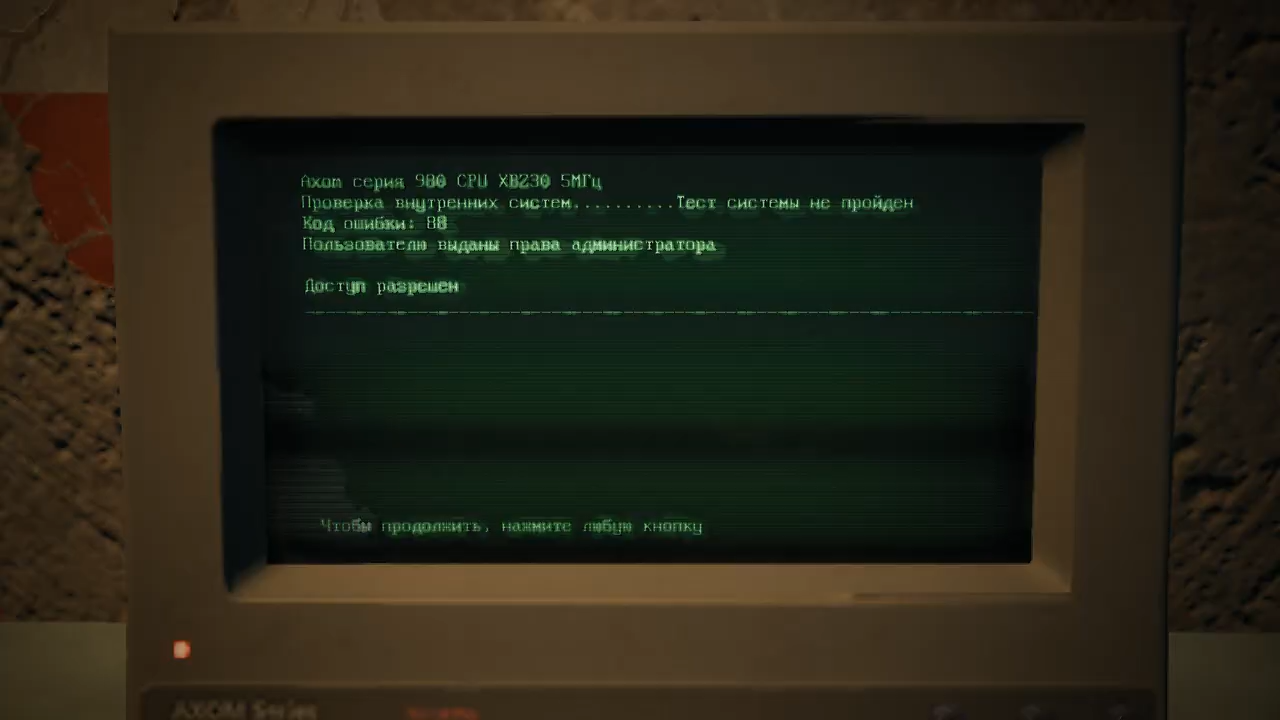 Axom серия 980 CPU XB230 5МГц
Проверка внутренних систем..........Тест системы не пройден
Код ошибки: 88
Пользователю выданы права администратора
Доступ разрешен
Чтобы продолжить, нажмите любую кнопку
AXOM Series